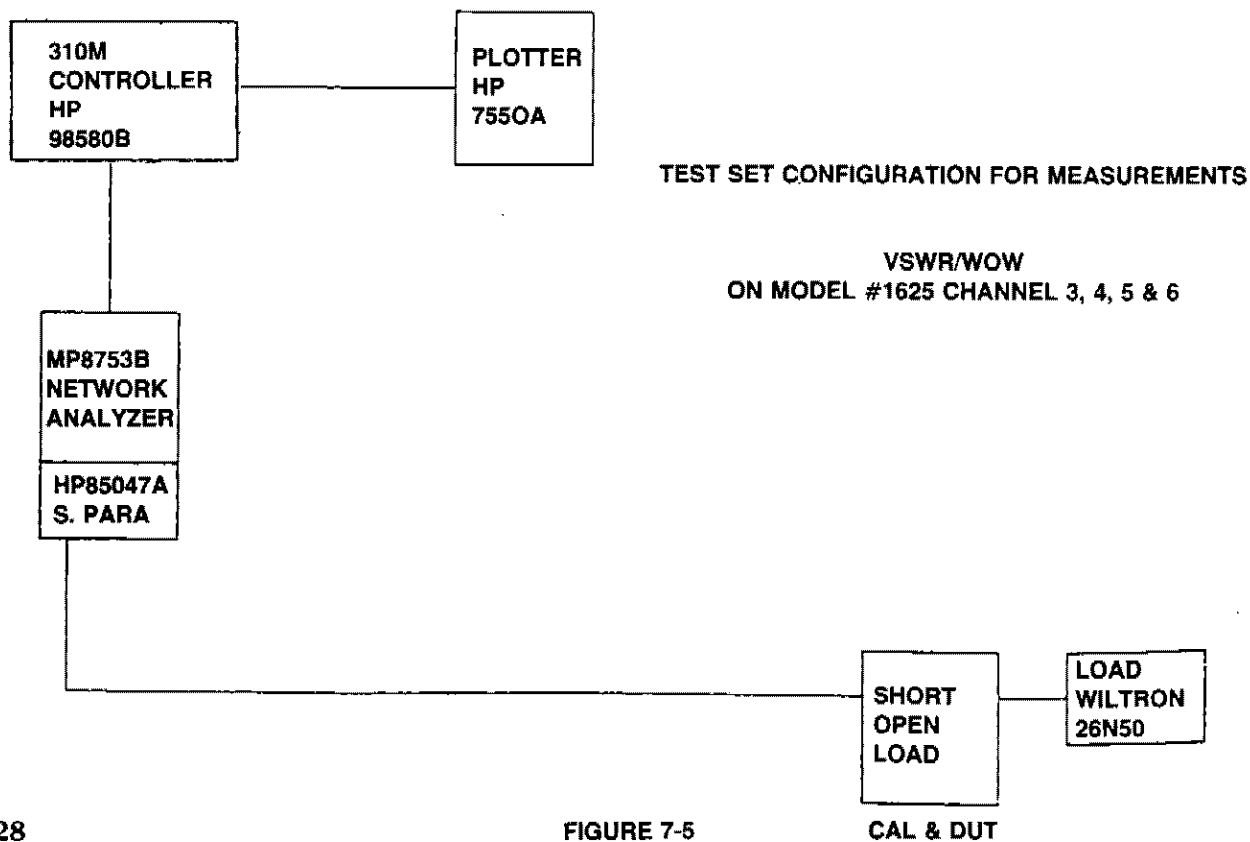 310M
CONTROLLER
HP
98580B
PLOTTER
HP
755OA
TEST SET CONFIGURATION FOR MEASUREMENTS
VSWR/WOW
ON MODEL #1625 CHANNEL 3, 4, 5 & 6
MP8753B
NETWORK
ANALYZER
HP85047A
S. PARA
SHORT
OPEN
LOAD
LOAD
WILTRON
26N50
28
FIGURE 7-5
CAL & DUT